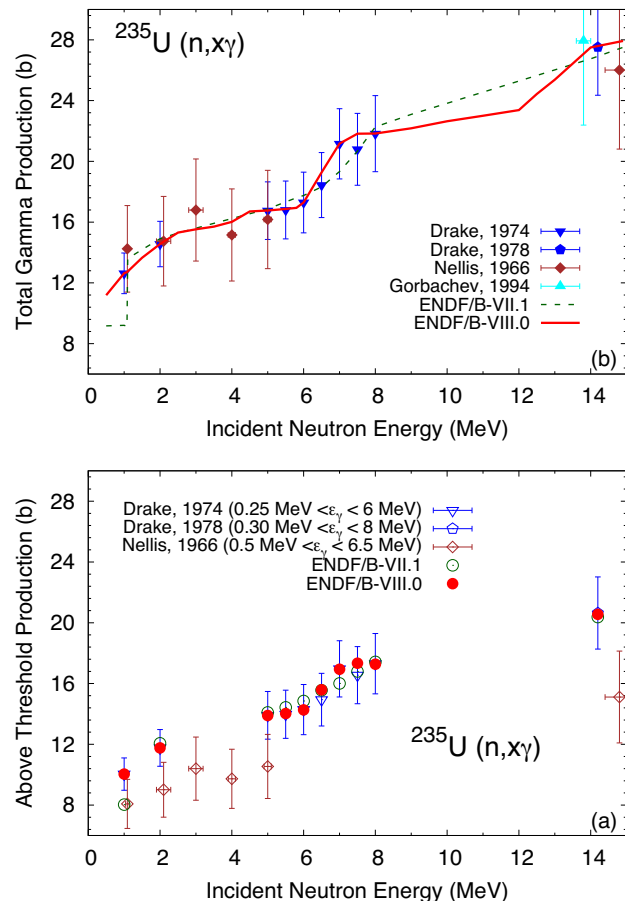 ²³⁵U (n,xγ)
Total Gamma Production (b)
28
24
20
16
12
8
Drake, 1974
Drake, 1978
Nellis, 1966
Gorbachev, 1994
ENDF/B-VII.1
ENDF/B-VIII.0
(b)
0 2 4 6 8 10 12 14
Incident Neutron Energy (MeV)
Above Threshold Production (b)
28
24
20
16
12
8
Drake, 1974 (0.25 MeV <εγ < 6 MeV)
Drake, 1978 (0.30 MeV <εγ < 8 MeV)
Nellis, 1966 (0.5 MeV <εγ < 6.5 MeV)
ENDF/B-VII.1
ENDF/B-VIII.0
²³⁵U (n,xγ)
(a)
0 2 4 6 8 10 12 14
Incident Neutron Energy (MeV)